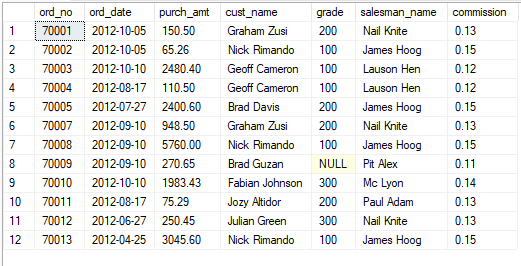 ord_no ord_date purch_amt cust_name grade salesman_name commission
1 70001 2012-10-05 150.50 Graham Zusi 200 Nail Knite 0.13
2 70002 2012-10-05 65.26 Nick Rimando 100 James Hoog 0.15
3 70003 2012-10-10 2480.40 Geoff Cameron 100 Lauson Hen 0.12
4 70004 2012-08-17 110.50 Geoff Cameron 100 Lauson Hen 0.12
5 70005 2012-07-27 2400.60 Brad Davis 200 James Hoog 0.15
6 70007 2012-09-10 948.50 Graham Zusi 200 Nail Knite 0.13
7 70008 2012-09-10 5760.00 Nick Rimando 100 James Hoog 0.15
8 70009 2012-09-10 270.65 Brad Guzan NULL Pit Alex 0.11
9 70010 2012-10-10 1983.43 Fabian Johnson 300 Mc Lyon 0.14
10 70011 2012-08-17 75.29 Jozy Altidor 200 Paul Adam 0.13
11 70012 2012-06-27 250.45 Julian Green 300 Nail Knite 0.13
12 70013 2012-04-25 3045.60 Nick Rimando 100 James Hoog 0.15